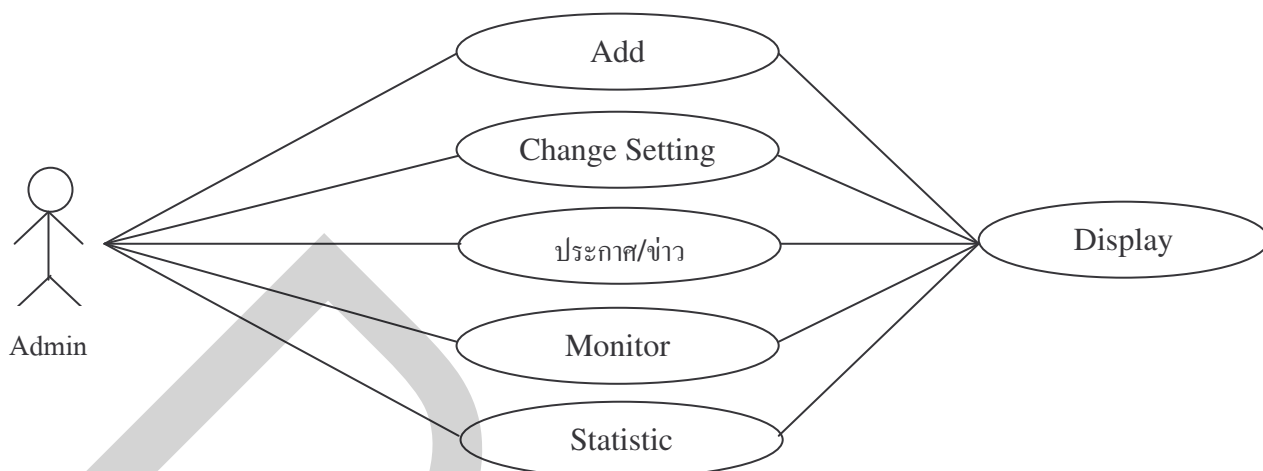 Add
Change Setting
ประกาศ/ข่าว
Display
Monitor
Admin
Statistic